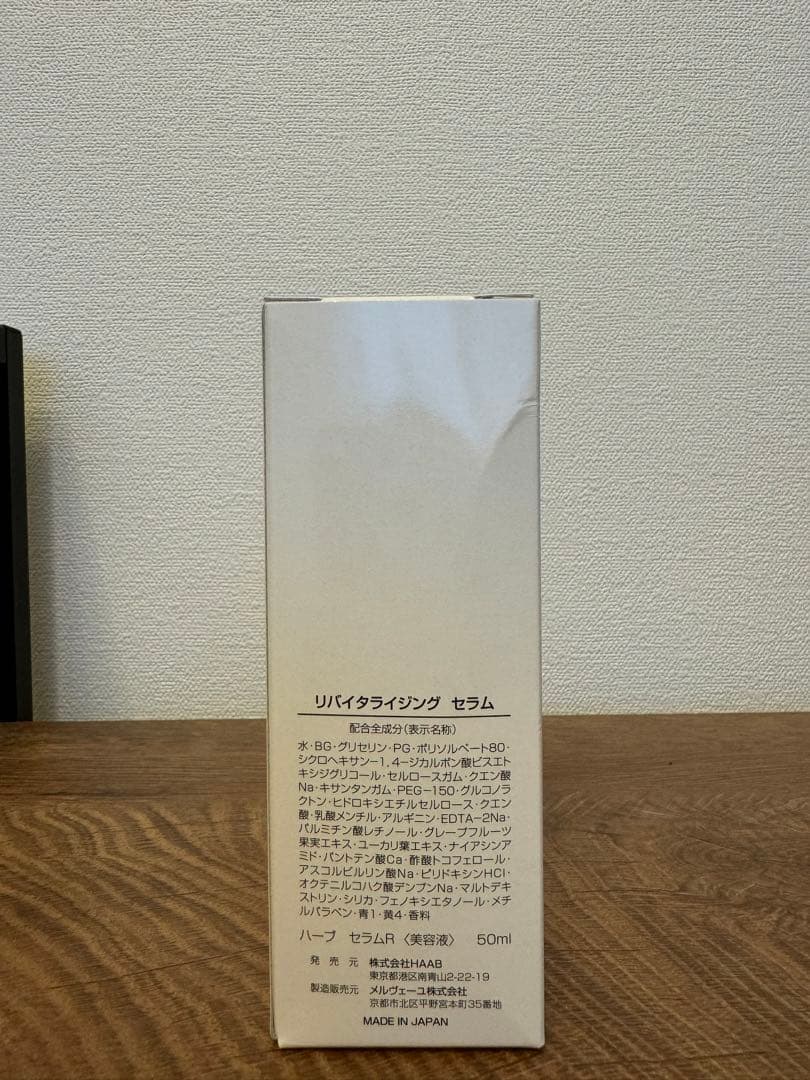 リバイタライジング セラム
配合全成分(表示名称)
水・BG・グリセリン・PG・ポリソルベート80・
シクロヘキサン-1, 4-ジカルボン酸ビスエト
キシジグリコール・セルロースガム・クエン酸
Na・キサンタンガム・PEG-150・グルコノラ
クトン・ヒドロキシエチルセルロース・クエン
酸・乳酸メンチル・アルギニン・EDTA-2Na・
パルミチン酸レチノール・グレープフルーツ
果実エキス・ユーカリ葉エキス・ナイアシンア
ミド・パントテン酸Ca・酢酸トコフェロール・
アスコルビルリン酸Na・ピリドキシンHCl・
オクテニルコハク酸デンプンNa・マルトデキ
ストリン・シリカ・フェノキシエタノール・メチ
ルパラベン・青1・黄4・香料
ハーブ セラムR〈美容液〉 50ml
発売元 株式会社HAAB
東京都港区南青山2-22-19
製造販売元 メルヴェーユ株式会社
京都市北区平野宮本町35番地
MADE IN JAPAN